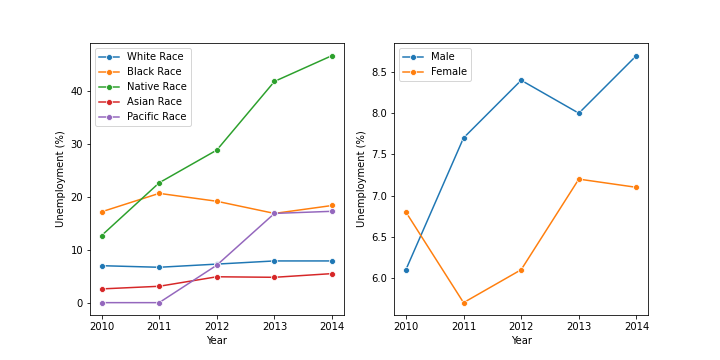 White Race
Black Race
Native Race
Asian Race
Pacific Race
Unemployment (%)
40
30
20
10
0
2010 2011 2012 2013 2014
Year
Male
Female
Unemployment (%)
8.5
8.0
7.5
7.0
6.5
6.0
2010 2011 2012 2013 2014
Year